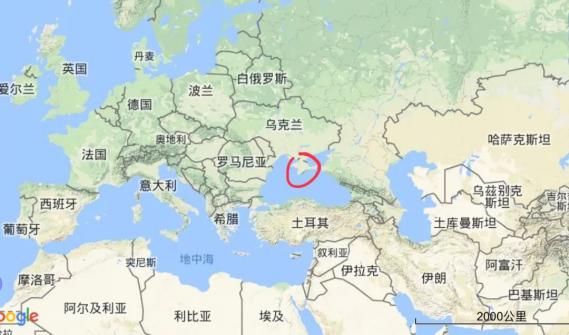 丹麦
英国
爱尔兰
白俄罗斯
波兰
德国
乌克兰
奥地利
哈萨克斯坦
法国
罗马尼亚
意大利
乌兹别克
斯坦
西班牙
希腊
土耳其
土库曼斯坦
葡萄牙
地中海
叙利亚
突尼斯
伊拉克
伊朗
阿富汗
摩洛哥
巴基斯坦
阿尔及利亚
利比亚
埃及
2000公里